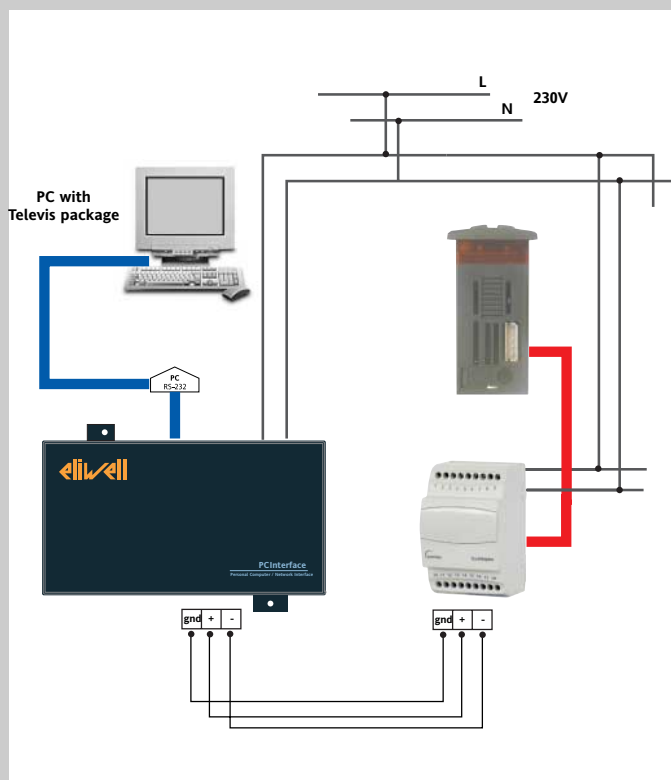 L
230V
N
PC with
Televis package
PC
RS-232
eliwell
PCInterface
Personal Computer / Network Interface
gnd + -
gnd + -